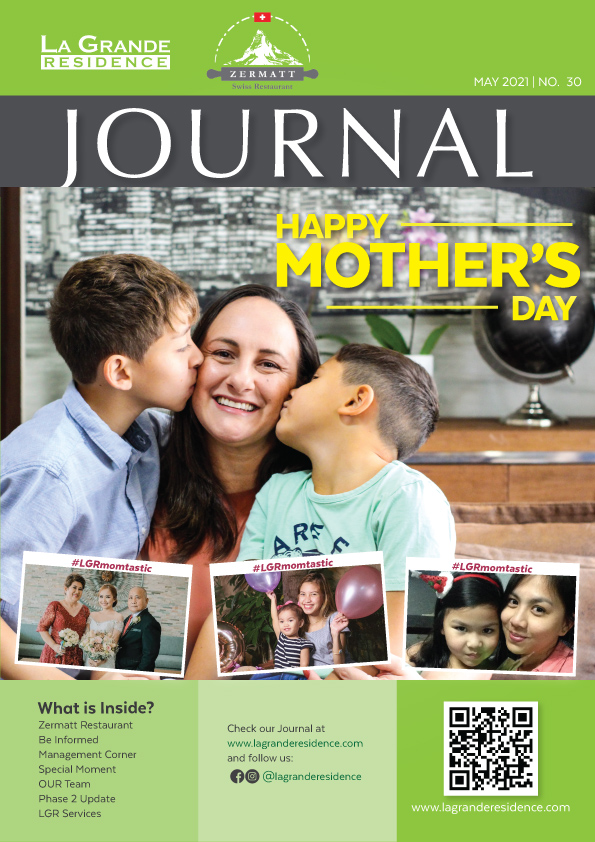 LA GRANDE
RESIDENCE
ZERMATT
Swiss Restaurant
MAY 2021 | NO. 30
JOURNAL
HAPPY
MOTHER'S
DAY
#LGRmomtastic
#LGRmomtastic
#LGRmomtastic
What is Inside?
Zermatt Restaurant
Be Informed
Management Corner
Special Moment
OUR Team
Phase 2 Update
LGR Services
Check our Journal at
www.lagranderesidence.com
and follow us:
@lagranderesidence
www.lagranderesidence.com